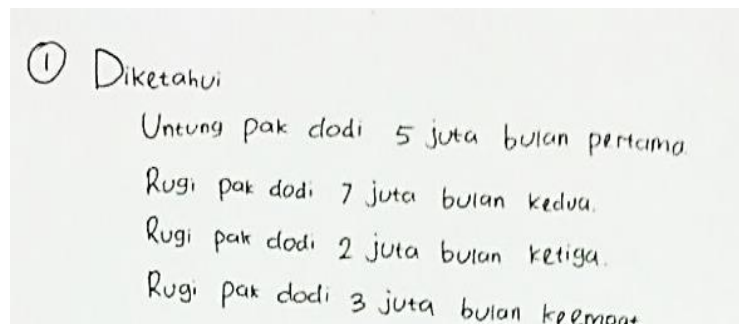 ① Diketahui
Untung pak dodi 5 juta bulan pertama.
Rugi pak dodi 7 juta bulan kedua.
Rugi pak dodi 2 juta bulan ketiga.
Rugi pak dodi 3 juta bulan keempat